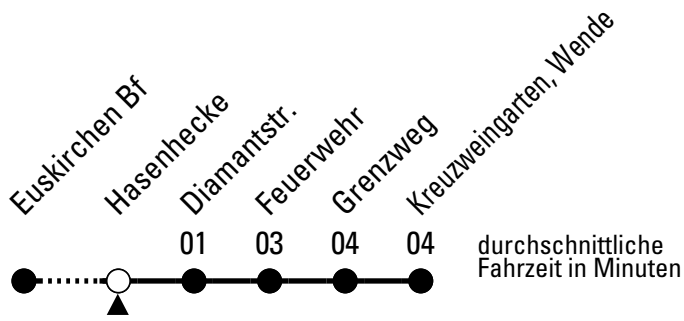 Euskirchen Bf
Hasenhecke
Diamantstr.
Feuerwehr
Grenzweg
Kreuzweingarten, Wende
01 03 04 04
durchschnittliche
Fahrzeit in Minuten